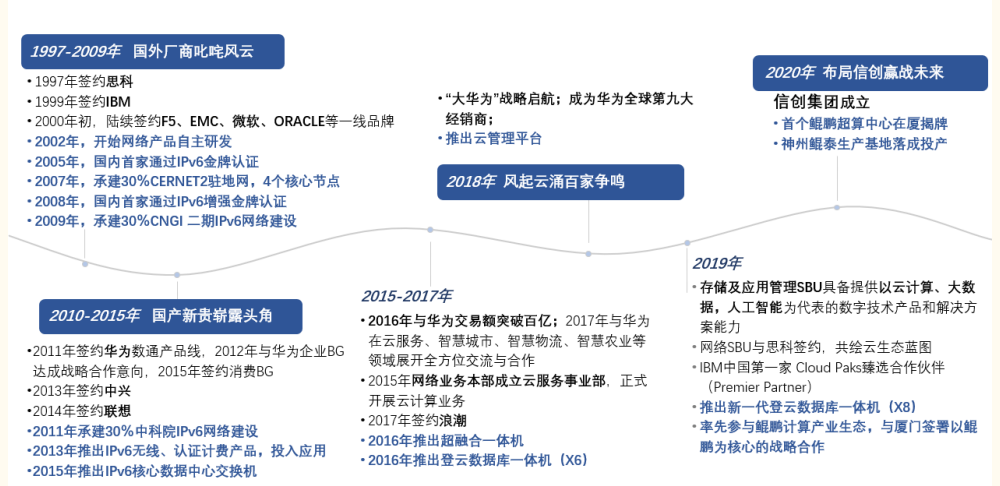 1997-2009年 国外厂商叱咤风云
• 1997年签约思科
• 1999年签约IBM
• 2000年初，陆续签约F5、EMC、微软、ORACLE等一线品牌
• 2002年，开始网络产品自主研发
• 2005年，国内首家通过IPv6金牌认证
• 2007年，承建30%CERNET2驻地网，4个核心节点
• 2008年，国内首家通过IPv6增强金牌认证
• 2009年，承建30%CNGI 二期IPv6网络建设
2010-2015年 国产新贵崭露头角
• 2011年签约华为数通产品线，2012年与华为企业BG
达成战略合作意向，2015年签约消费BG
• 2013年签约中兴
• 2014年签约联想
• 2011年承建30%中科院IPv6网络建设
• 2013年推出IPv6无线、认证计费产品，投入应用
• 2015年推出IPv6核心数据中心交换机
2015-2017年
• 2016年与华为交易额突破百亿；2017年与华为
在云服务、智慧城市、智慧物流、智慧农业等
领域展开全方位交流与合作
• 2015年网络业务本部成立云服务事业部，正式
开展云计算业务
• 2017年签约浪潮
• 2016年推出超融合一体机
• 2016年推出登云数据库一体机（X6）
• “大华为”战略启航；成为华为全球第九大
经销商；
• 推出云管理平台
2018年 风起云涌百家争鸣
2019年
• 存储及应用管理SBU具备提供以云计算、大数
据，人工智能为代表的数字技术产品和解决方
案能力
• 网络SBU与思科签约，共绘云生态蓝图
• IBM中国第一家 Cloud Paks臻选合作伙伴
（Premier Partner）
• 推出新一代登云数据库一体机（X8）
• 率先参与鲲鹏计算产业生态，与厦门签署以鲲
鹏为核心的战略合作
2020年 布局信创赢战未来
信创集团成立
• 首个鲲鹏超算中心在厦揭牌
• 神州鲲泰生产基地落成投产